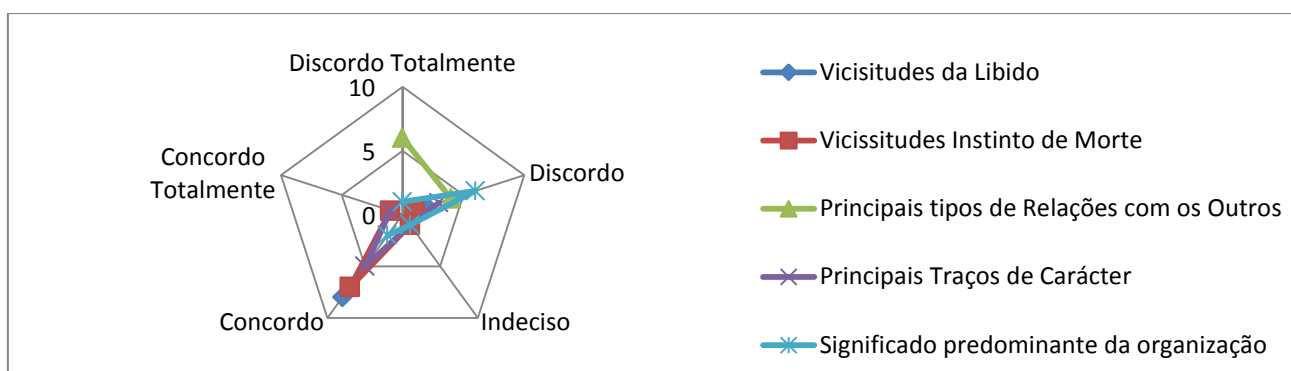 Discordo Totalmente
10
Concordo
Totalmente
5
Discordo
0
Concordo
Indeciso
Vicisitudes da Libido
Vicissitudes Instinto de Morte
Principais tipos de Relações com os Outros
Principais Traços de Carácter
Significado predominante da organização